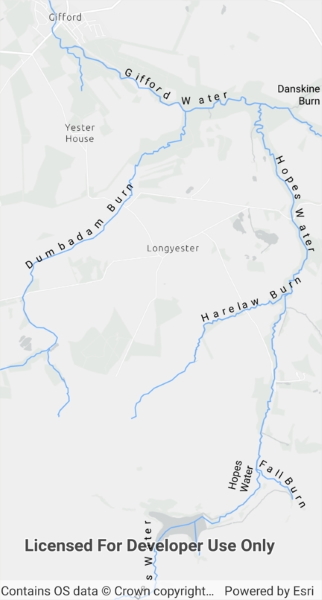 Gifford
Gifford Water
Danskine
Burn
Yester
House
Hopes Water
Dumbadam Burn
Longyester
Harelaw Burn
Hopes
Water
Fall Burn
s Water
Licensed For Developer Use Only
Contains OS data © Crown copyright...
Powered by Esri